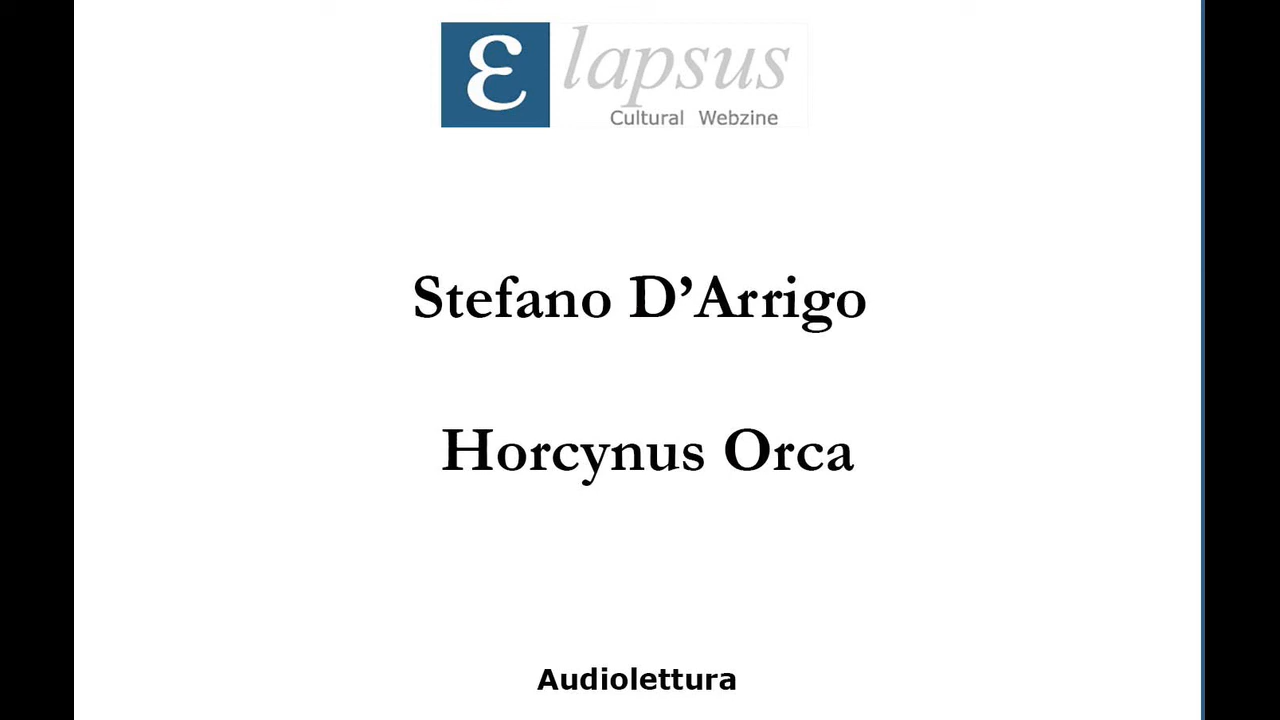 ε lapsus
Cultural Webzine
Stefano D’Arrigo
Horcynus Orca
Audiolettura